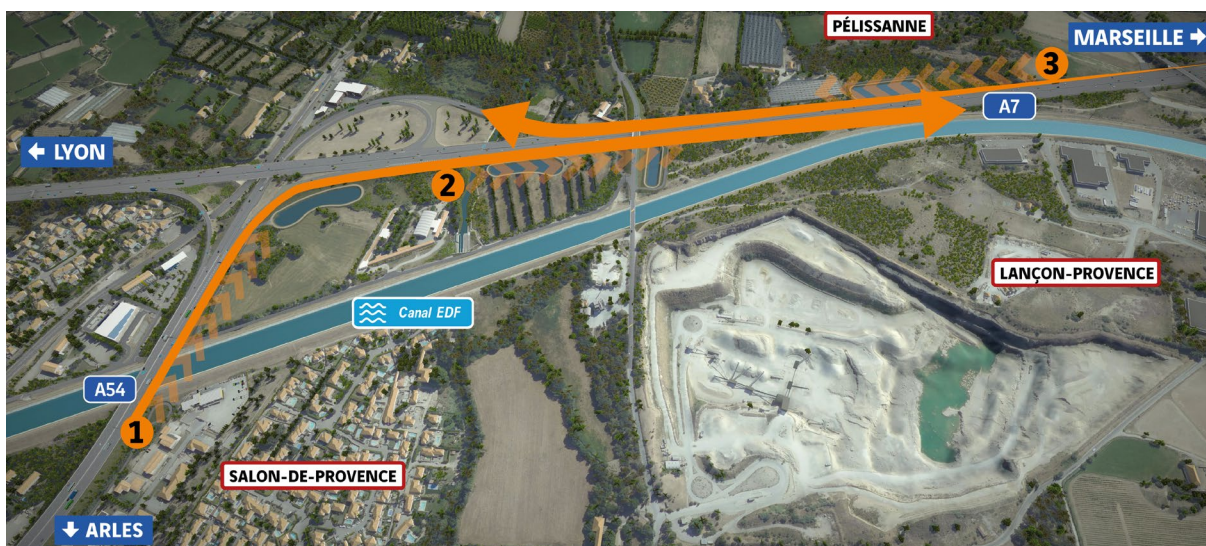 PÉLISSANNE
MARSEILLE →
3
A7
← LYON
2
LANÇON-PROVENCE
Canal EDF
A54
1
SALON-DE-PROVENCE
↓ ARLES